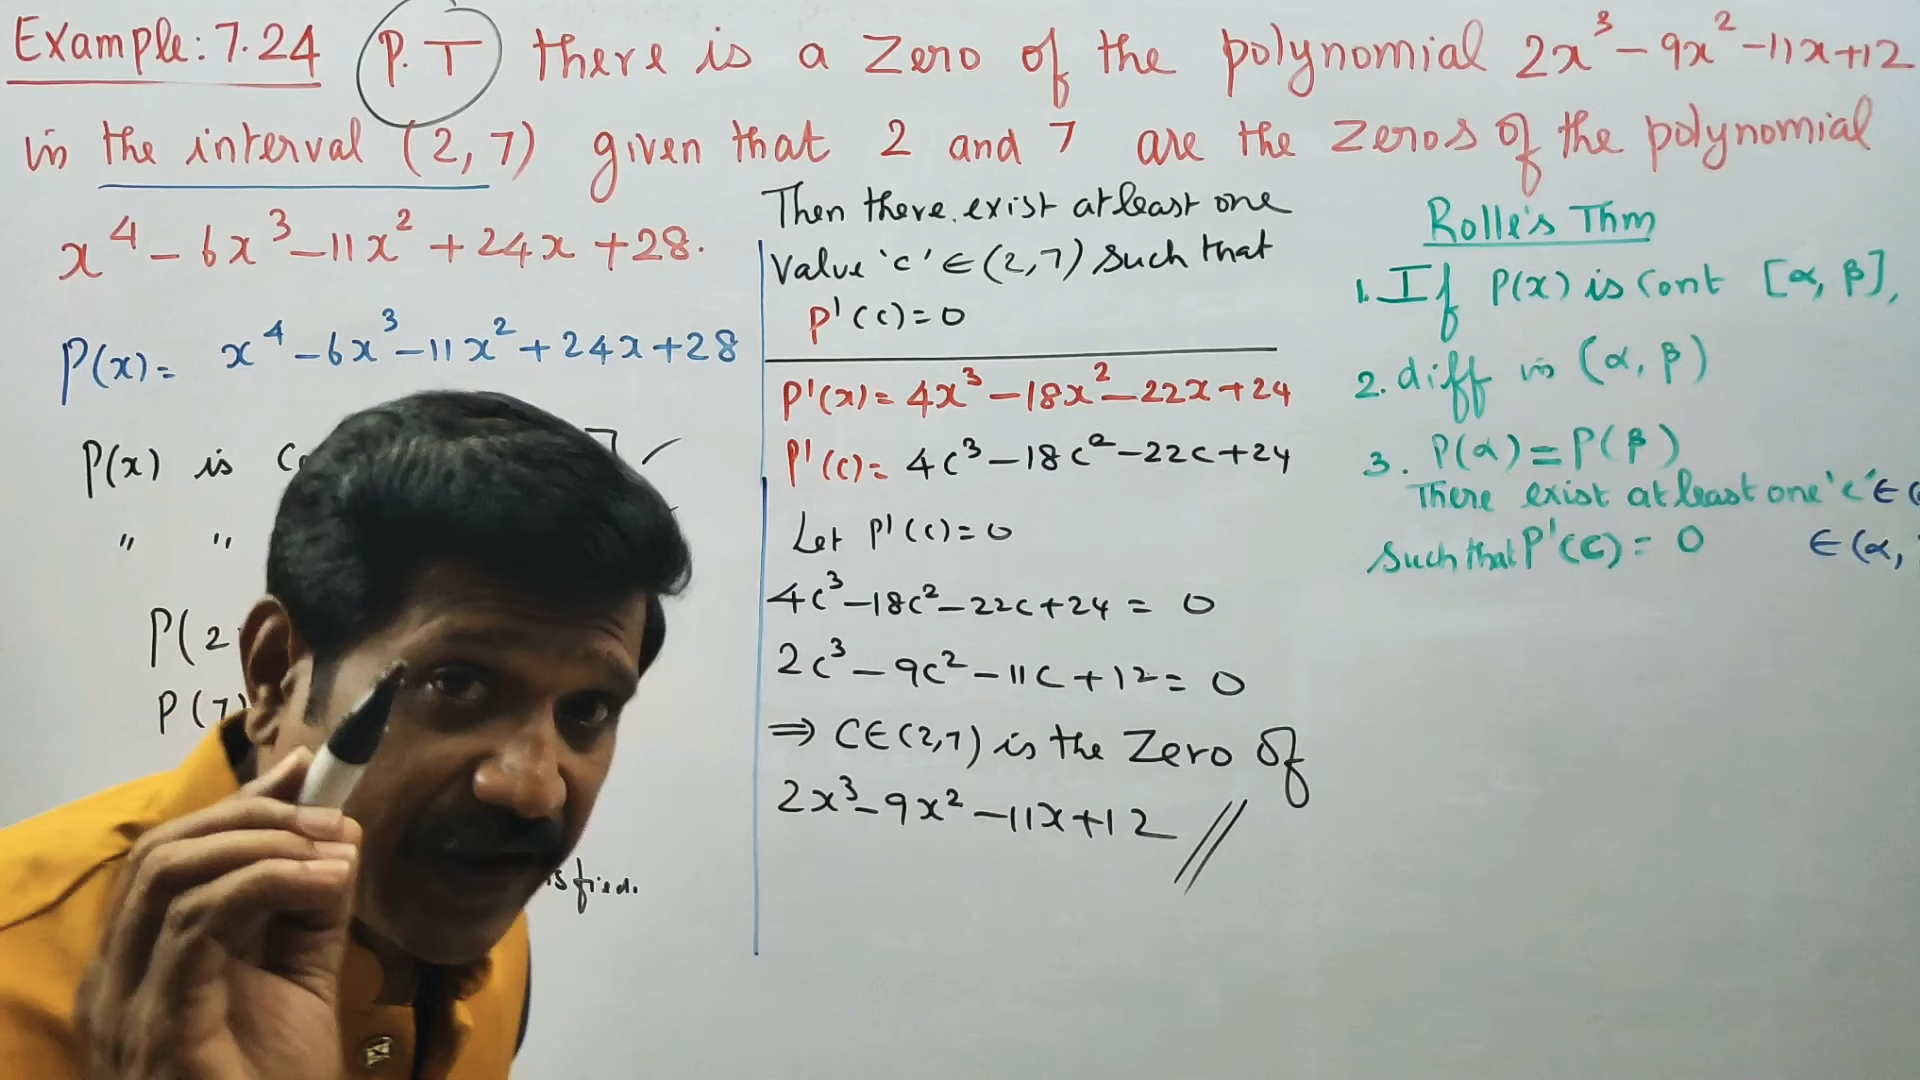 Example: 7.24 P.T there is a zero of the polynomial 2x³ - 9x² - 11x + 12
in the interval (2, 7) given that 2 and 7 are the zeros of the polynomial
x⁴ - 6x³ - 11x² + 24x + 28.
P(x) = x⁴ - 6x³ - 11x² + 24x + 28
P(x) is
" "
P(2
P(7)
Then there exist at least one
value 'c' ∈ (2, 7) such that
P'(c) = 0
P'(x) = 4x³ - 18x² - 22x + 24
P'(c) = 4c³ - 18c² - 22c + 24
Let P'(c) = 0
4c³ - 18c² - 22c + 24 = 0
2c³ - 9c² - 11c + 12 = 0
⇒ C ∈ (2, 7) is the zero of
2x³ - 9x² - 11x + 12 //
Rolle's Thm
1. If P(x) is cont [α, β],
2. diff in (α, β)
3. P(α) = P(β)
There exist at least one 'c' ∈
such that P'(c) = 0 ∈ (α,